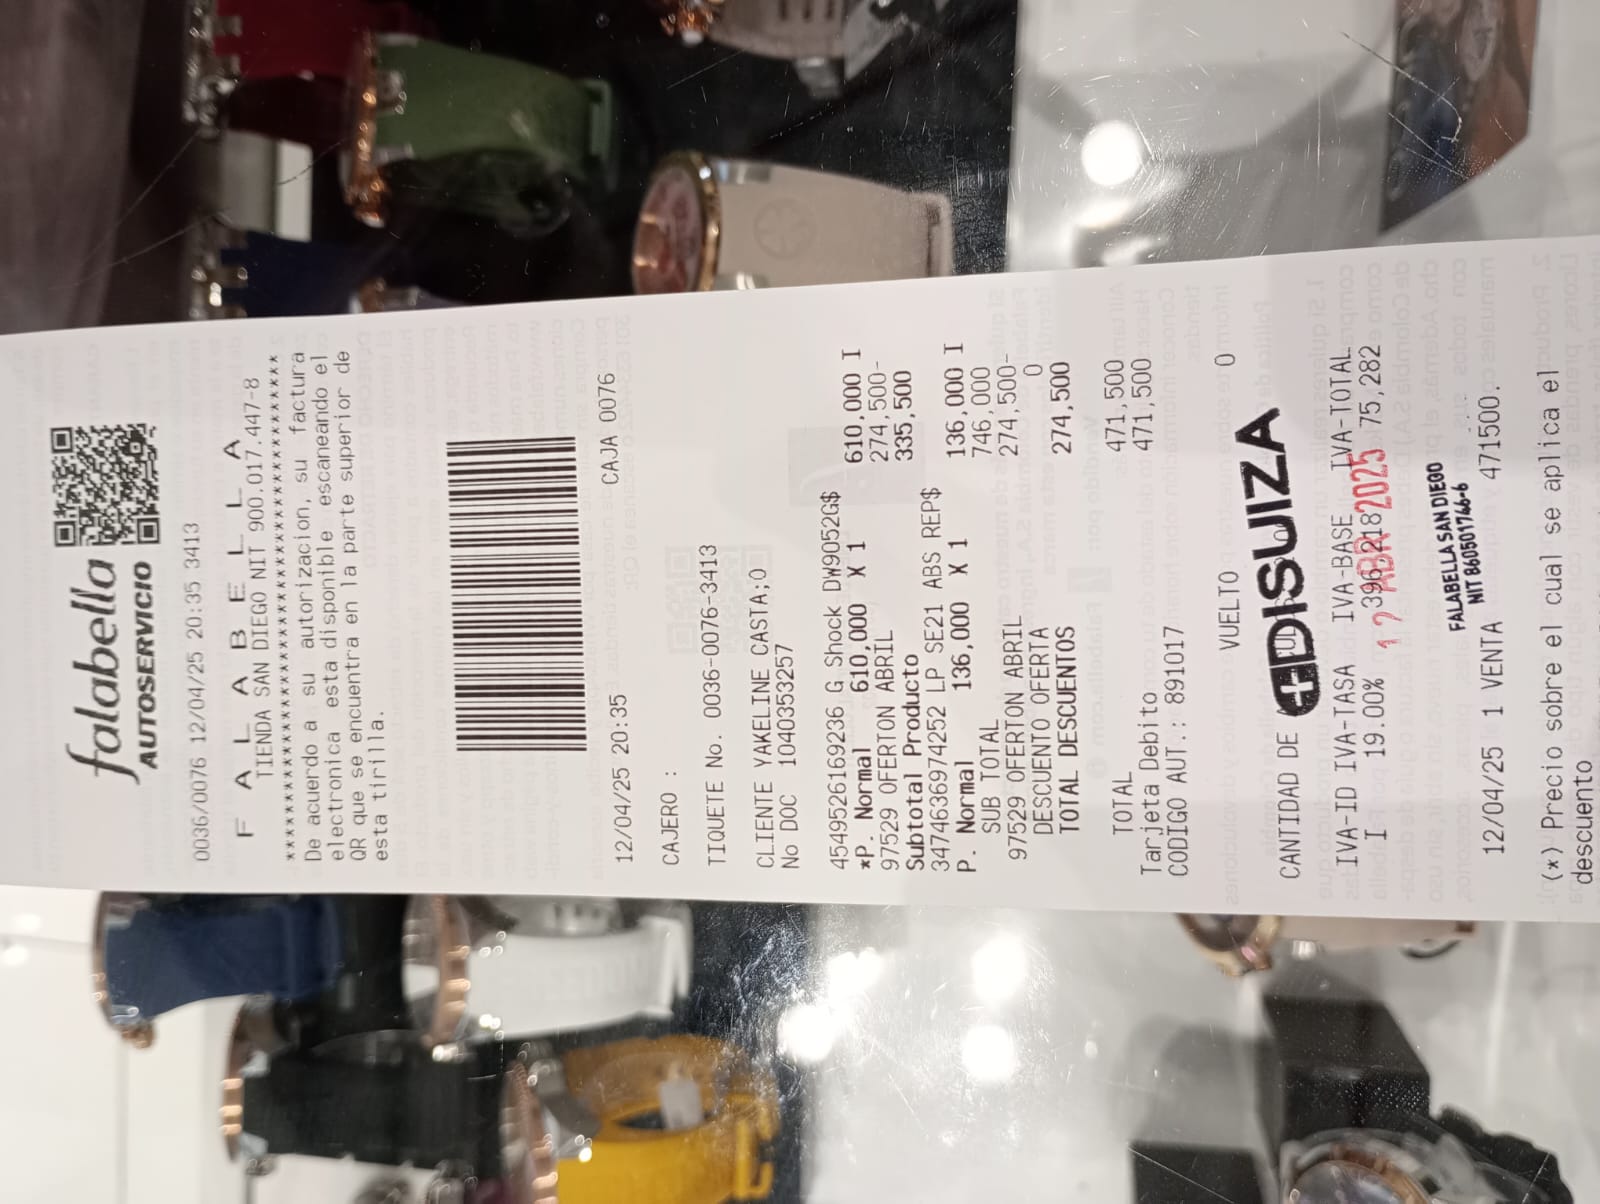 falabella
AUTOSERVICIO
0036/0076 12/04/25 20:35 3413
F A L A B E L L A
TIENDA SAN DIEGO NIT 900.017.447-8
****************************************
De acuerdo a su autorizacion, su factura
electronica esta disponible escaneando el
QR que se encuentra en la parte superior de
esta tirilla.
12/04/25 20:35 CAJA 0076
CAJERO :
TIQUETE No. 0036-0076-3413
CLIENTE YAKELINE CASTA;;0
No DOC 1040353257
4549526169236 G Shock DW9052G$
*P. Normal 610,000 X 1 610,000 I
97529 OFERTON ABRIL 274,500-
Subtotal Producto 335,500
3474636974252 LP SE21 ABS REP$
P. Normal 136,000 X 1 136,000 I
SUB TOTAL 746,000
97529 OFERTON ABRIL 274,500-
DESCUENTO OFERTA 0
TOTAL DESCUENTOS 274,500
TOTAL 471,500
Tarjeta Debito 471,500
CODIGO AUT.: 891017
VUELTO 0
CANTIDAD DE
DISUIZA
IVA-ID IVA-TASA IVA-BASE IVA-TOTAL
I 19.00% 396,218 75,282
17 ABR 2025
FALABELLA SAN DIEGO
NIT 860501746-6
12/04/25 1 VENTA 471500.
(*) Precio sobre el cual se aplica el
descuento